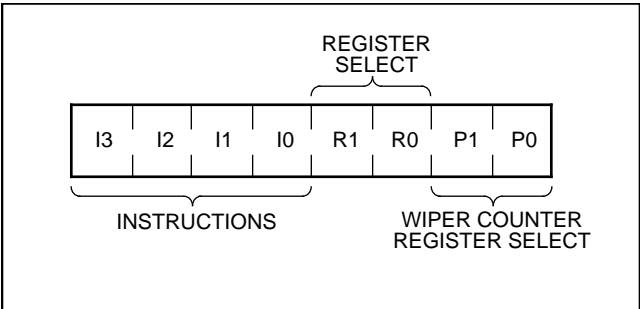 REGISTER
SELECT
I3 I2 I1 I0 R1 R0 P1 P0
INSTRUCTIONS
WIPER COUNTER
REGISTER SELECT